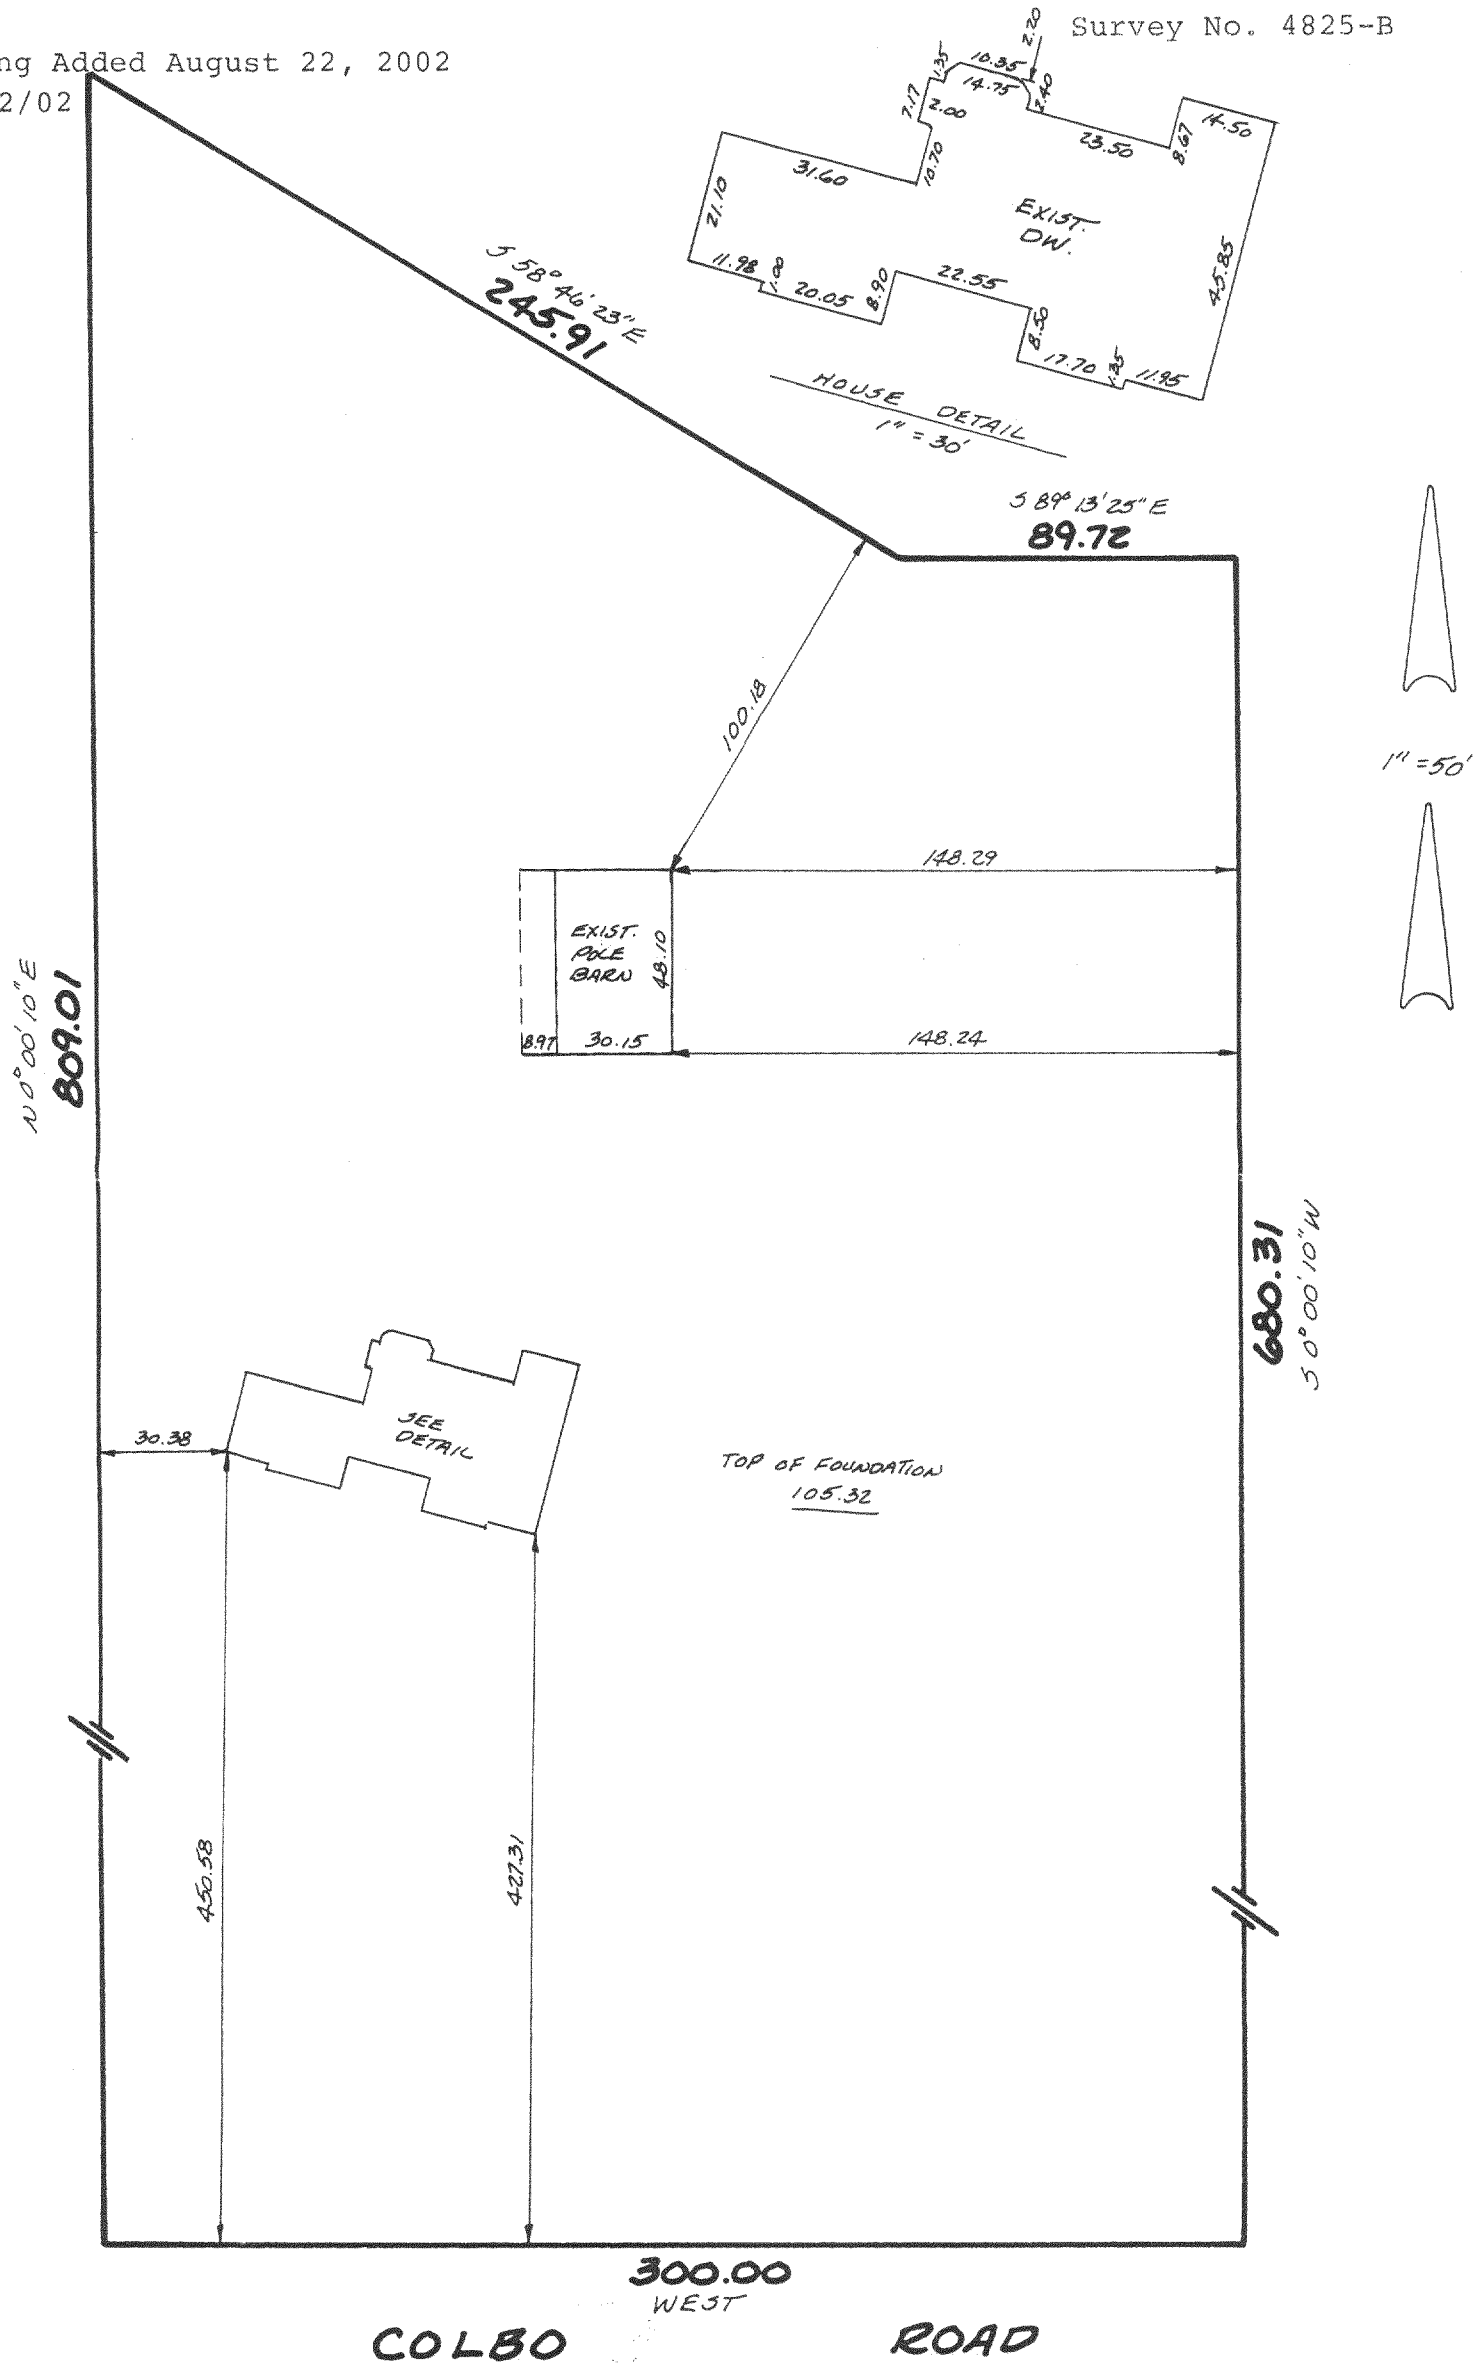 Survey No. 4825-B
ng Added August 22, 2002
2/02
2.20
1.35
10.35
14.75
2.40
7.17
2.00
10.70
23.50
8.67
14.50
31.60
21.10
EXIST.
DW.
45.85
11.98
1.00
20.05
8.90
22.55
8.50
17.70
1.35
11.95
HOUSE DETAIL
1" = 30'
S 58° 46' 23" E
245.91
S 89° 13' 25" E
89.72
100.18
1" = 50'
148.29
EXIST.
POLE
BARN
48.10
8.97
30.15
148.24
N 0° 00' 10" E
809.01
680.31
S 0° 00' 10" W
SEE
DETAIL
30.38
TOP OF FOUNDATION
105.32
450.58
427.31
300.00
WEST
COLBO ROAD